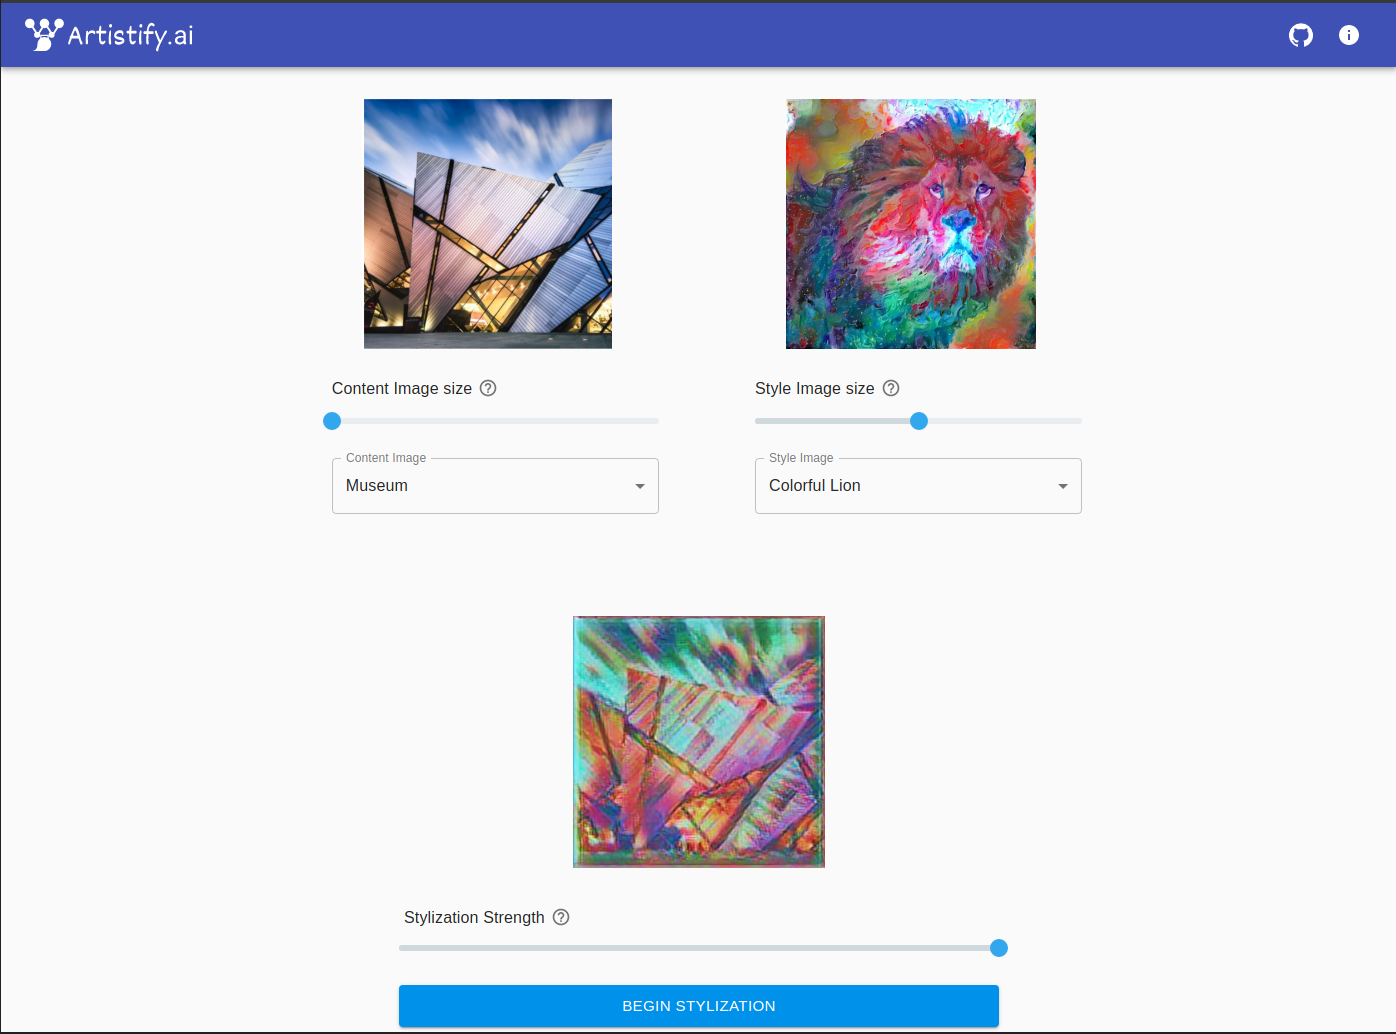 Artistify.ai
Content Image size
Style Image size
Content Image
Museum
Style Image
Colorful Lion
Stylization Strength
BEGIN STYLIZATION